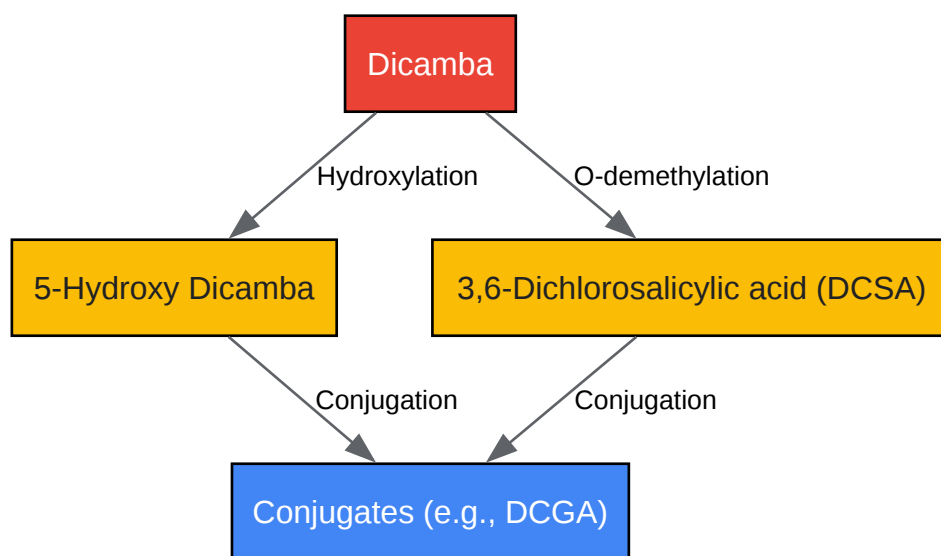 Dicamba
Hydroxylation
O-demethylation
5-Hydroxy Dicamba
3,6-Dichlorosalicylic acid (DCSA)
Conjugation
Conjugation
Conjugates (e.g., DCGA)